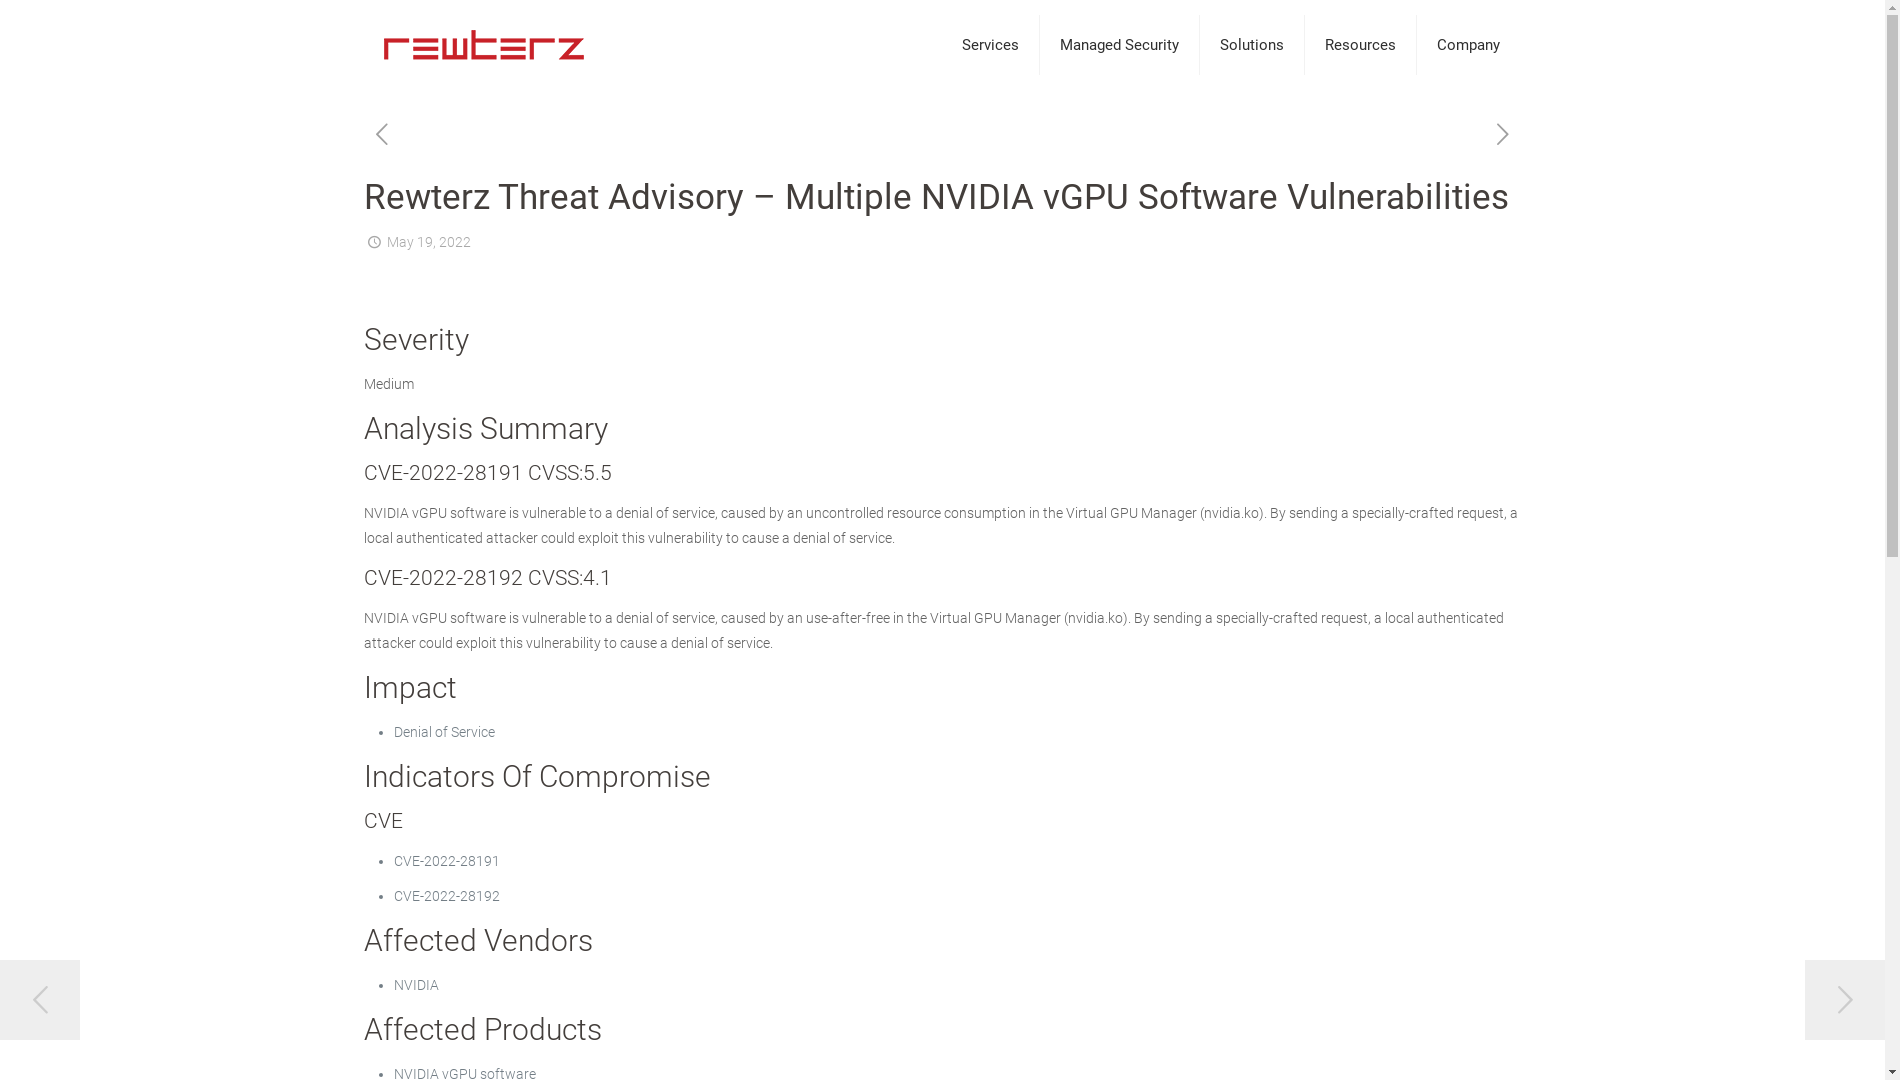 rewterz
Services
Managed Security
Solutions
Resources
Company
Rewterz Threat Advisory – Multiple NVIDIA vGPU Software Vulnerabilities
May 19, 2022
Severity
Medium
Analysis Summary
CVE-2022-28191 CVSS:5.5
NVIDIA vGPU software is vulnerable to a denial of service, caused by an uncontrolled resource consumption in the Virtual GPU Manager (nvidia.ko). By sending a specially-crafted request, a
local authenticated attacker could exploit this vulnerability to cause a denial of service.
CVE-2022-28192 CVSS:4.1
NVIDIA vGPU software is vulnerable to a denial of service, caused by an use-after-free in the Virtual GPU Manager (nvidia.ko). By sending a specially-crafted request, a local authenticated
attacker could exploit this vulnerability to cause a denial of service.
Impact
• Denial of Service
Indicators Of Compromise
CVE
• CVE-2022-28191
• CVE-2022-28192
Affected Vendors
• NVIDIA
Affected Products
• NVIDIA vGPU software